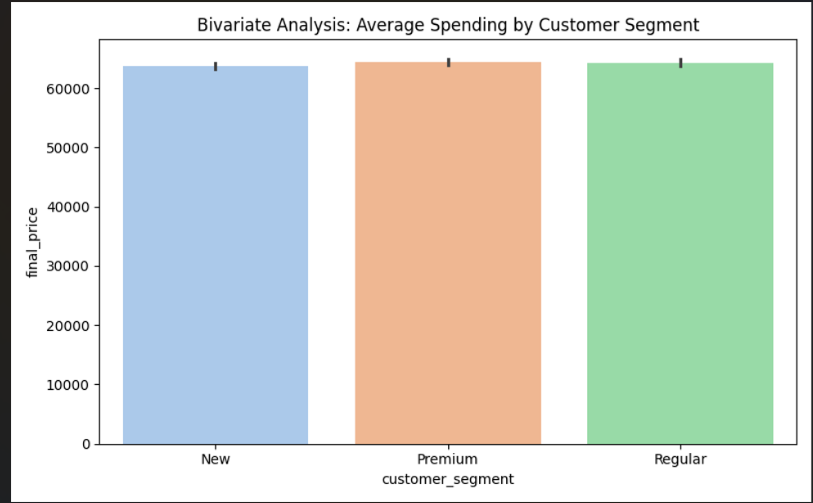 Bivariate Analysis: Average Spending by Customer Segment
60000
50000
40000
30000
20000
10000
0
final_price
New Premium Regular
customer_segment